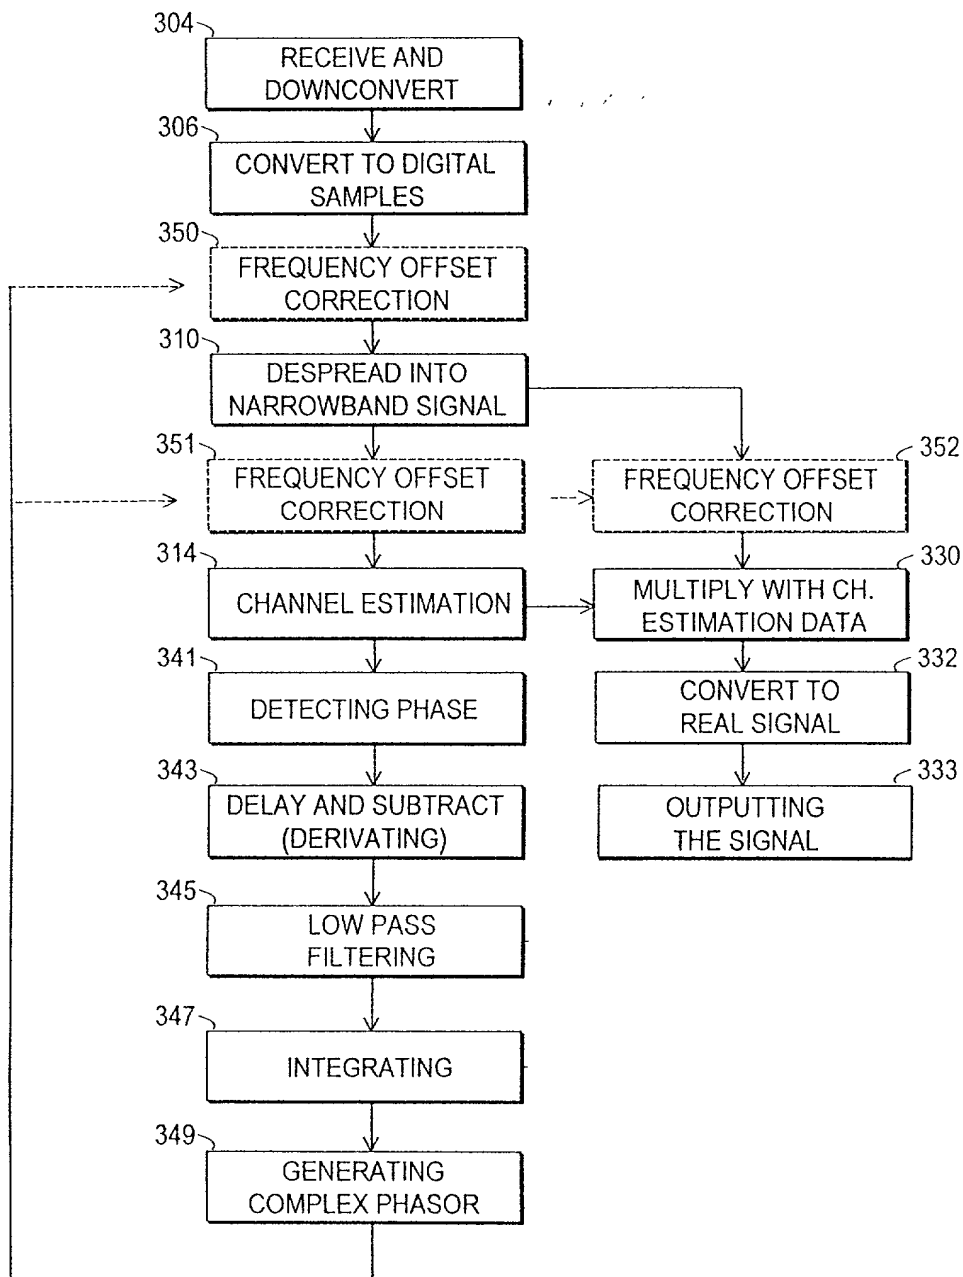 304
RECEIVE AND
DOWNCONVERT
306
CONVERT TO DIGITAL
SAMPLES
350
FREQUENCY OFFSET
CORRECTION
310
DESPREAD INTO
NARROWBAND SIGNAL
351
FREQUENCY OFFSET
CORRECTION
352
FREQUENCY OFFSET
CORRECTION
314
CHANNEL ESTIMATION
330
MULTIPLY WITH CH.
ESTIMATION DATA
341
DETECTING PHASE
332
CONVERT TO
REAL SIGNAL
343
DELAY AND SUBTRACT
(DERIVATING)
333
OUTPUTTING
THE SIGNAL
345
LOW PASS
FILTERING
347
INTEGRATING
349
GENERATING
COMPLEX PHASOR